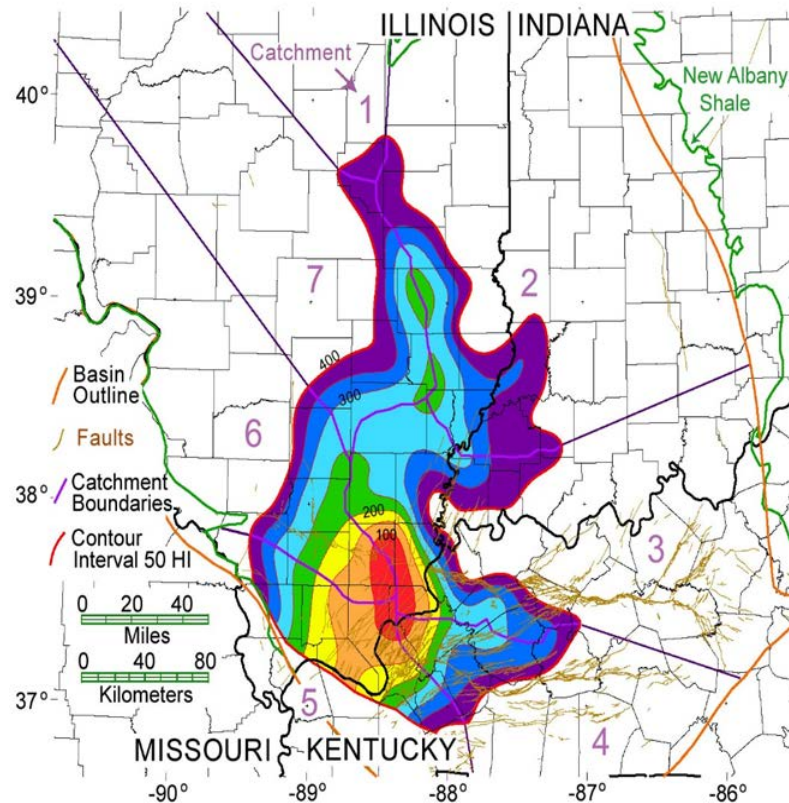 ILLINOIS INDIANA
Catchment
1
New Albany
Shale
40°
7
2
39°
400
300
Basin
Outline
6
Faults
Catchment
Boundaries
38°
200
100
Contour
Interval 50 HI
3
0 20 40
Miles
0 40 80
Kilometers
37°
5
4
MISSOURI KENTUCKY
-90° -89° -88° -87° -86°